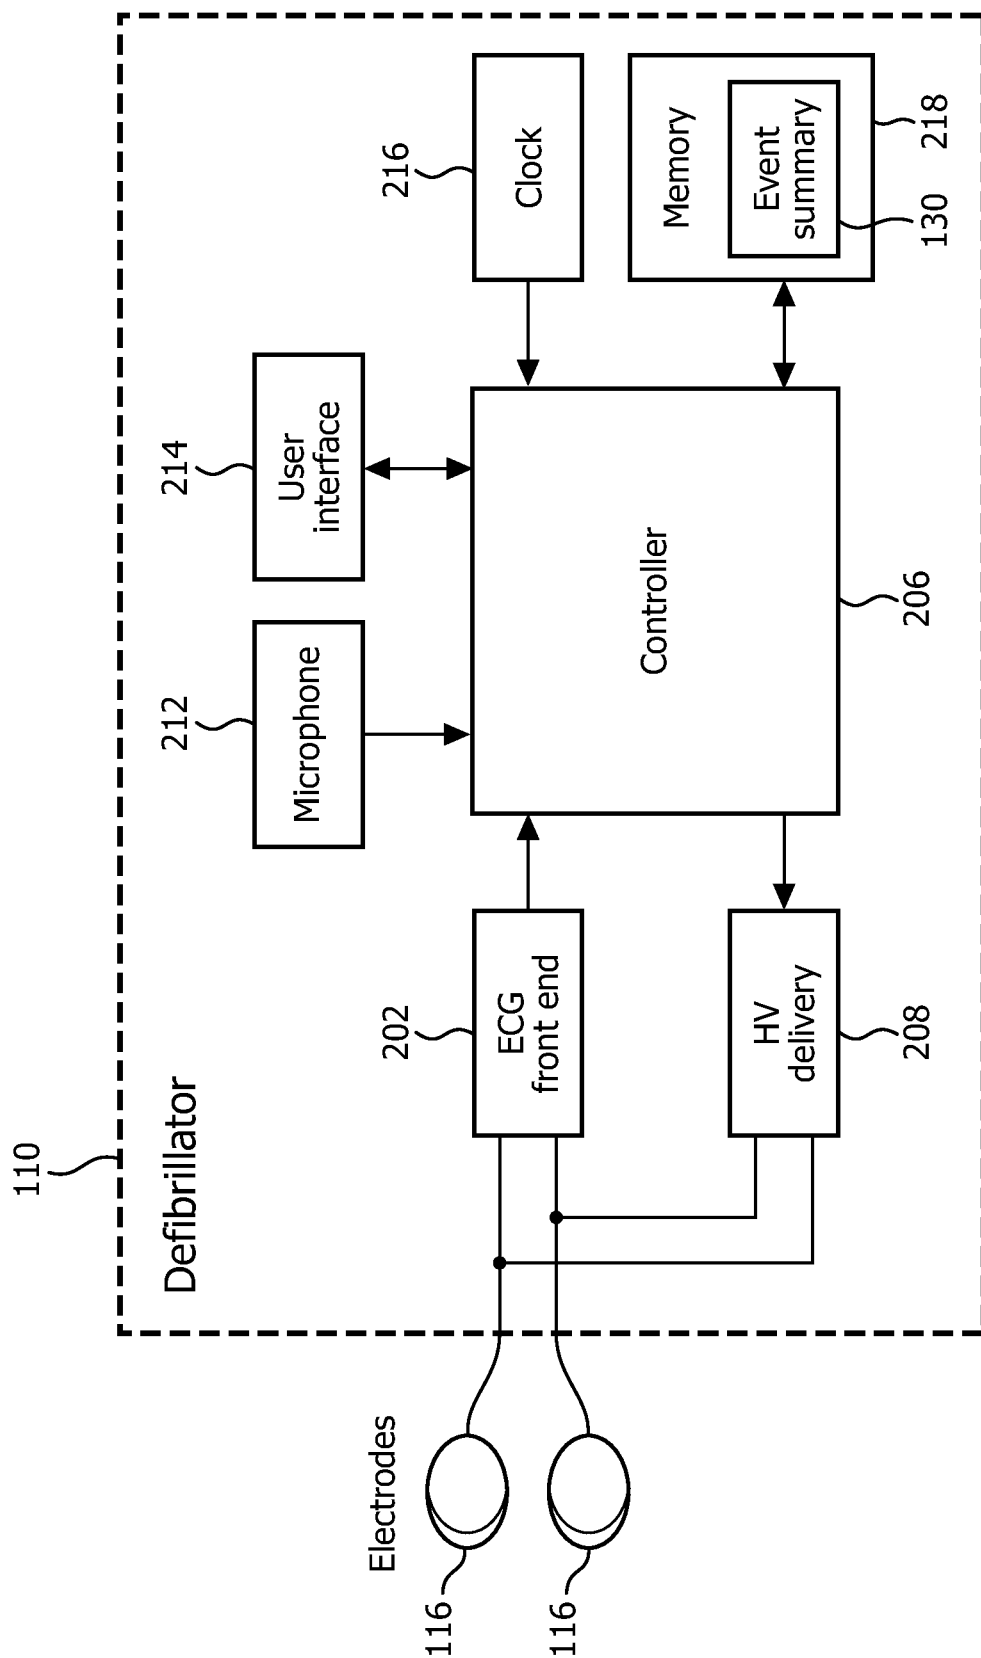 110
Defibrillator
212
Microphone
214
User
interface
Electrodes
116
116
202
ECG
front end
216
Clock
Controller
206
HV
delivery
208
Memory
Event
summary
218
130